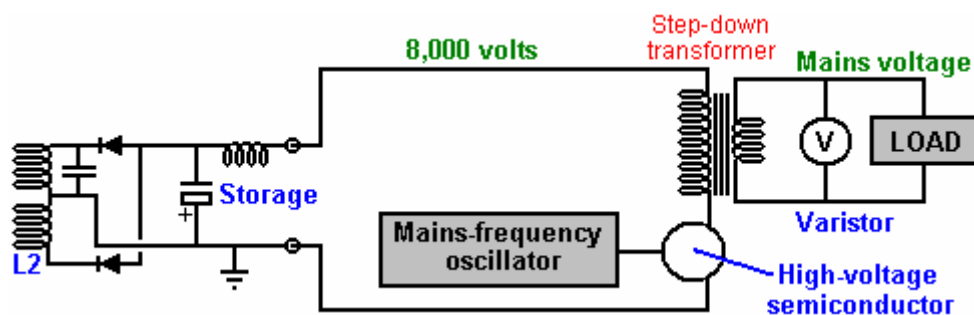 Step-down
transformer
8,000 volts
Mains voltage
V
LOAD
Storage
+
L2
Mains-frequency
oscillator
Varistor
High-voltage
semiconductor